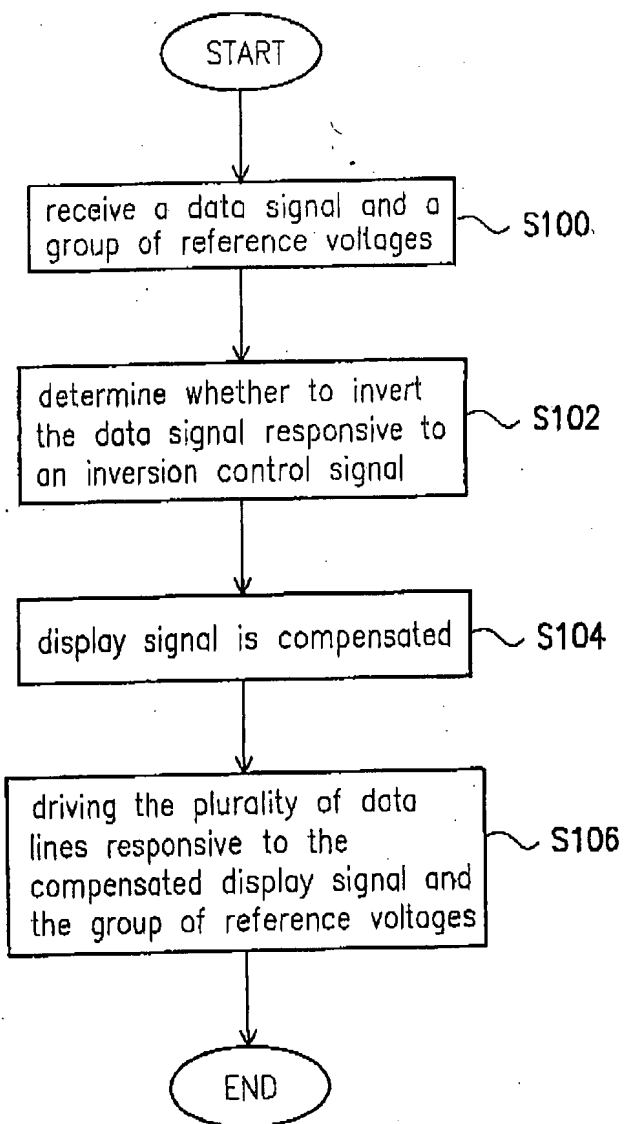 START
receive a data signal and a
group of reference voltages
S100
determine whether to invert
the data signal responsive to
an inversion control signal
S102
display signal is compensated
S104
driving the plurality of data
lines responsive to the
compensated display signal and
the group of reference voltages
S106
END